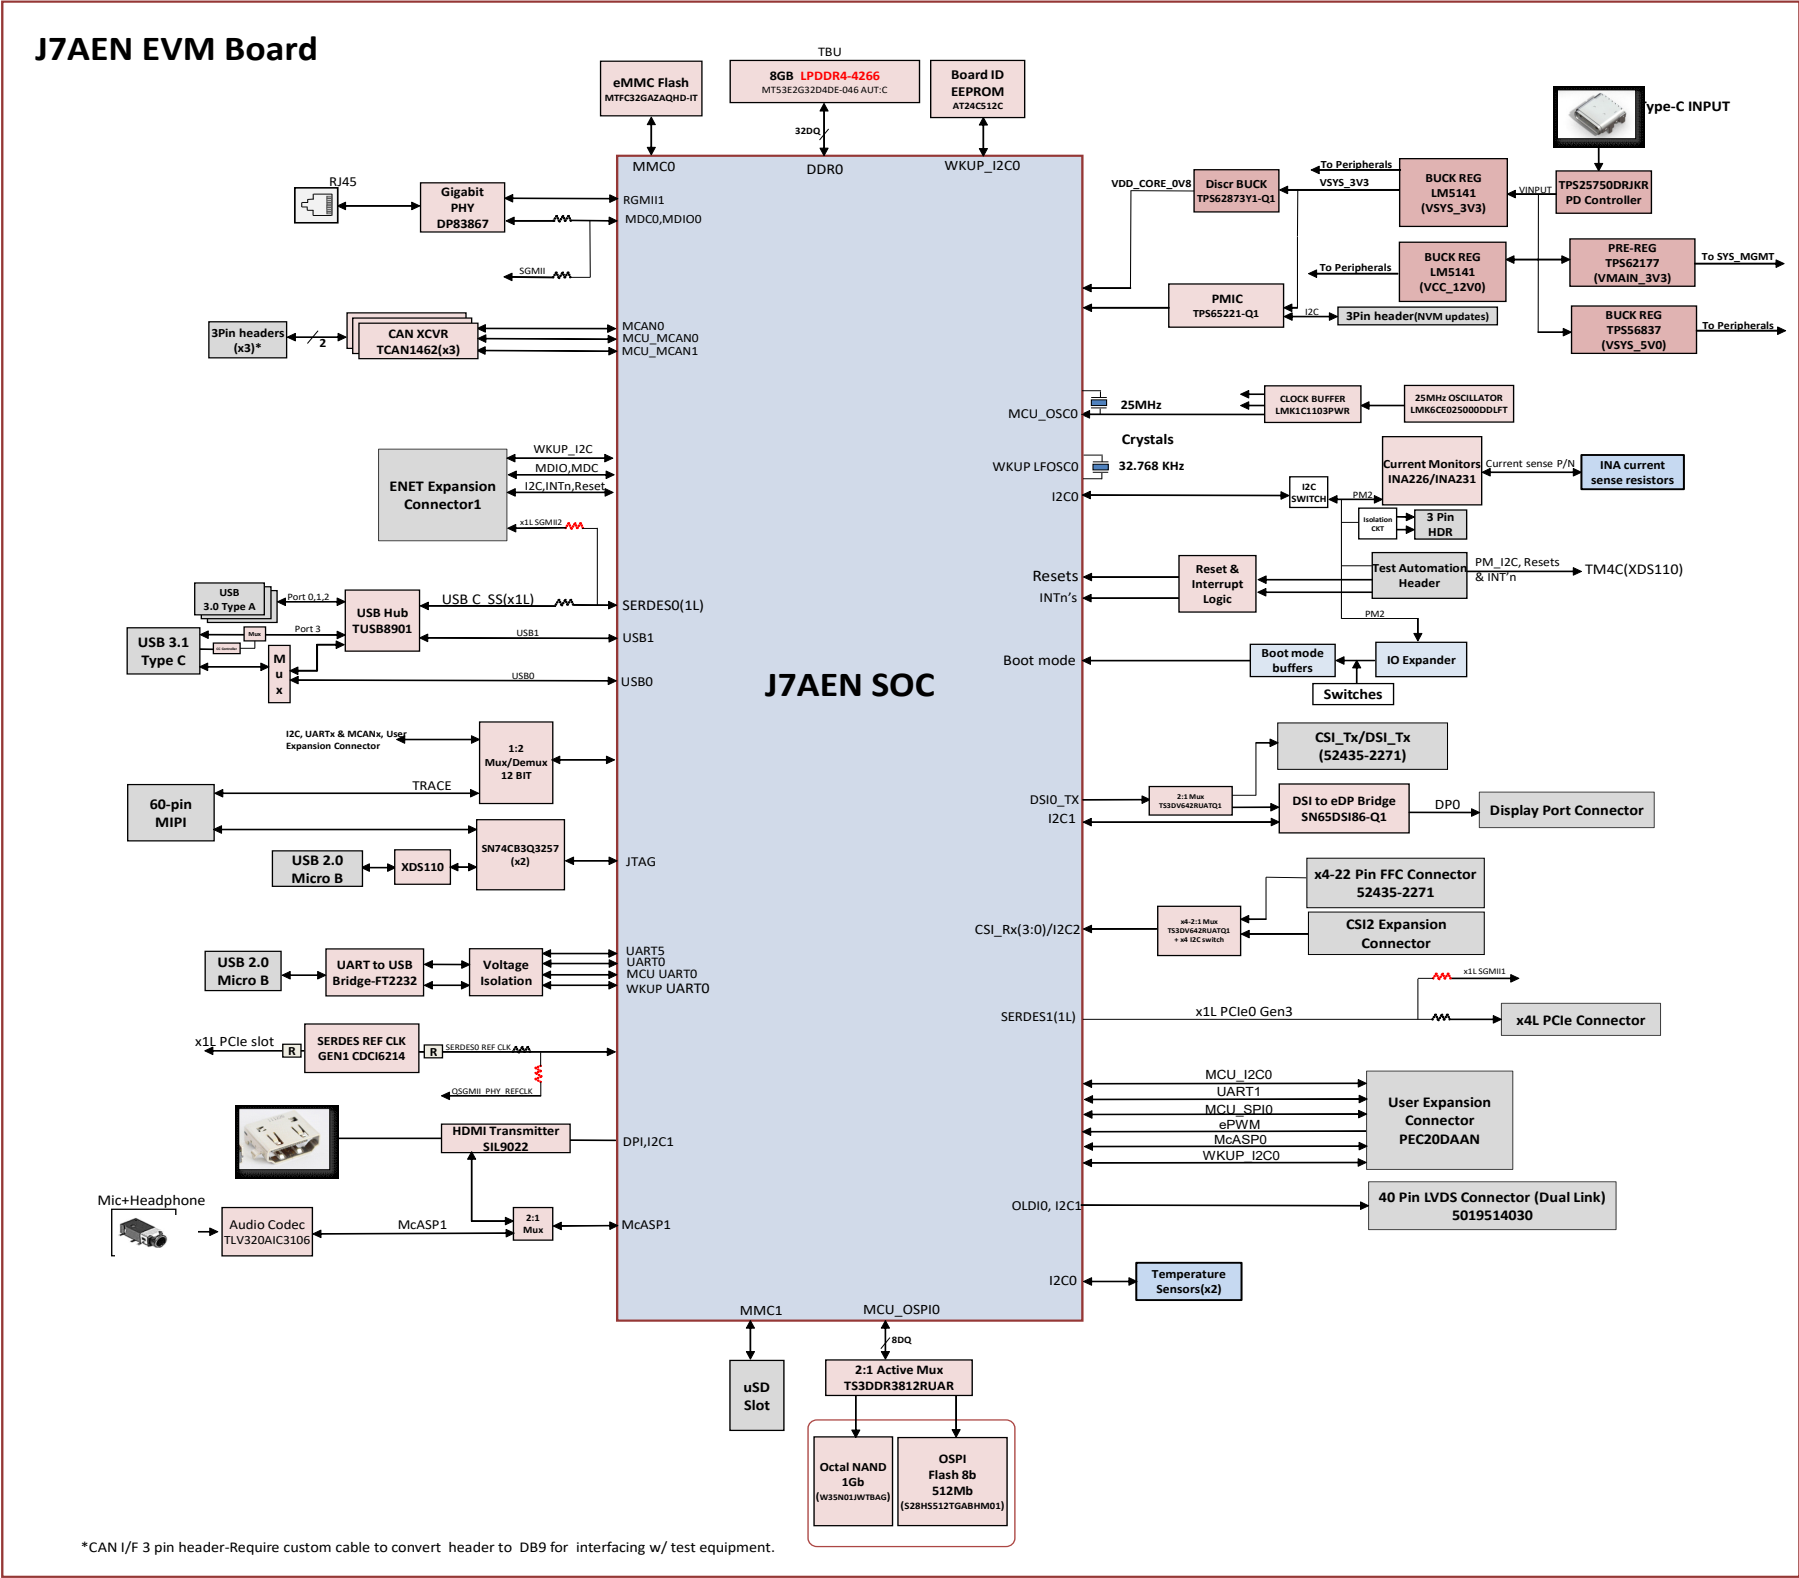 J7AEN EVM Board
TBU
eMMC Flash
MTFC32GAZAQHD-IT
8GB LPDDR4-4266
MT53E2G32D4DE-046 AUT:C
Board ID
EEPROM
AT24C512C
32DQ
MMC0
DDR0
WKUP_I2C0
ype-C INPUT
RJ45
Gigabit
PHY
DP83867
RGMII1
MDC0,MDIO0
SGMII
VDD_CORE_0V8
Discr BUCK
TPS62873Y1-Q1
To Peripherals
VSYS_3V3
BUCK REG
LM5141
(VSYS_3V3)
VINPUT
TPS25750DRJKR
PD Controller
To Peripherals
BUCK REG
LM5141
(VCC_12V0)
PRE-REG
TPS62177
(VMAIN_3V3)
To SYS_MGMT
PMIC
TPS65221-Q1
I2C
3Pin header(NVM updates)
BUCK REG
TPS56837
(VSYS_5V0)
To Peripherals
3Pin headers
(x3)*
2
CAN XCVR
TCAN1462(x3)
MCAN0
MCU_MCAN0
MCU_MCAN1
MCU_OSC0
25MHz
CLOCK BUFFER
LMK1C1103PWR
25MHz OSCILLATOR
LMK6CE025000DDLFT
Crystals
WKUP LFOSC0
32.768 KHz
I2C0
I2C
SWITCH
PM2
Current Monitors
INA226/INA231
Current sense P/N
INA current
sense resistors
Isolation
CKT
3 Pin
HDR
ENET Expansion
Connector1
WKUP_I2C
MDIO,MDC
I2C,INTn,Reset
x1L SGMII2
Resets
INTn's
Reset &
Interrupt
Logic
Test Automation
Header
PM_I2C, Resets
& INT'n
TM4C(XDS110)
PM2
USB
3.0 Type A
Port 0,1,2
USB Hub
TUSB8901
USB C_SS(x1L)
SERDES0(1L)
USB 3.1
Type C
Mux
Port 3
USB1
USB1
M
u
x
USB0
USB0
Boot mode
Boot mode
buffers
IO Expander
Switches
J7AEN SOC
I2C, UARTx & MCANx, User
Expansion Connector
1:2
Mux/Demux
12 BIT
TRACE
60-pin
MIPI
CSI_Tx/DSI_Tx
(52435-2271)
DSI0_TX
I2C1
2:1 Mux
TS3DV642RUATQ1
DSI to eDP Bridge
SN65DSI86-Q1
DP0
Display Port Connector
USB 2.0
Micro B
XDS110
SN74CB3Q3257
(x2)
JTAG
x4-22 Pin FFC Connector
52435-2271
CSI_Rx(3:0)/I2C2
x4-2:1 Mux
TS3DV642RUATQ1
+ x4 I2C switch
CSI2 Expansion
Connector
USB 2.0
Micro B
UART to USB
Bridge-FT2232
Voltage
Isolation
UART5
UART0
MCU UART0
WKUP UART0
SERDES1(1L)
x1L PCIe0 Gen3
x1L SGMII1
x4L PCIe Connector
x1L PCIe slot
R
SERDES REF CLK
GEN1 CDCI6214
R
SERDES0 REF CLK
QSGMII_PHY_REFCLK
MCU_I2C0
UART1
MCU_SPI0
ePWM
McASP0
WKUP_I2C0
User Expansion
Connector
PEC20DAAN
HDMI Transmitter
SIL9022
DPI,I2C1
Mic+Headphone
Audio Codec
TLV320AIC3106
McASP1
2:1
Mux
McASP1
OLDI0, I2C1
40 Pin LVDS Connector (Dual Link)
5019514030
I2C0
Temperature
Sensors(x2)
MMC1
MCU_OSPI0
8DQ
uSD
Slot
2:1 Active Mux
TS3DDR3812RUAR
Octal NAND
1Gb
(W35N01JWTBAG)
OSPI
Flash 8b
512Mb
(S28HS512TGABHM01)
*CAN I/F 3 pin header-Require custom cable to convert header to DB9 for interfacing w/ test equipment.